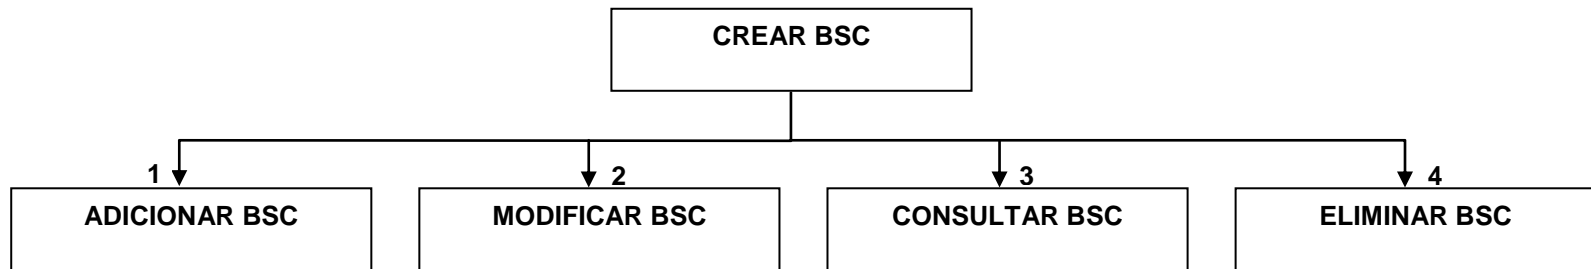 CREAR BSC
1
2
3
4
ADICIONAR BSC
MODIFICAR BSC
CONSULTAR BSC
ELIMINAR BSC